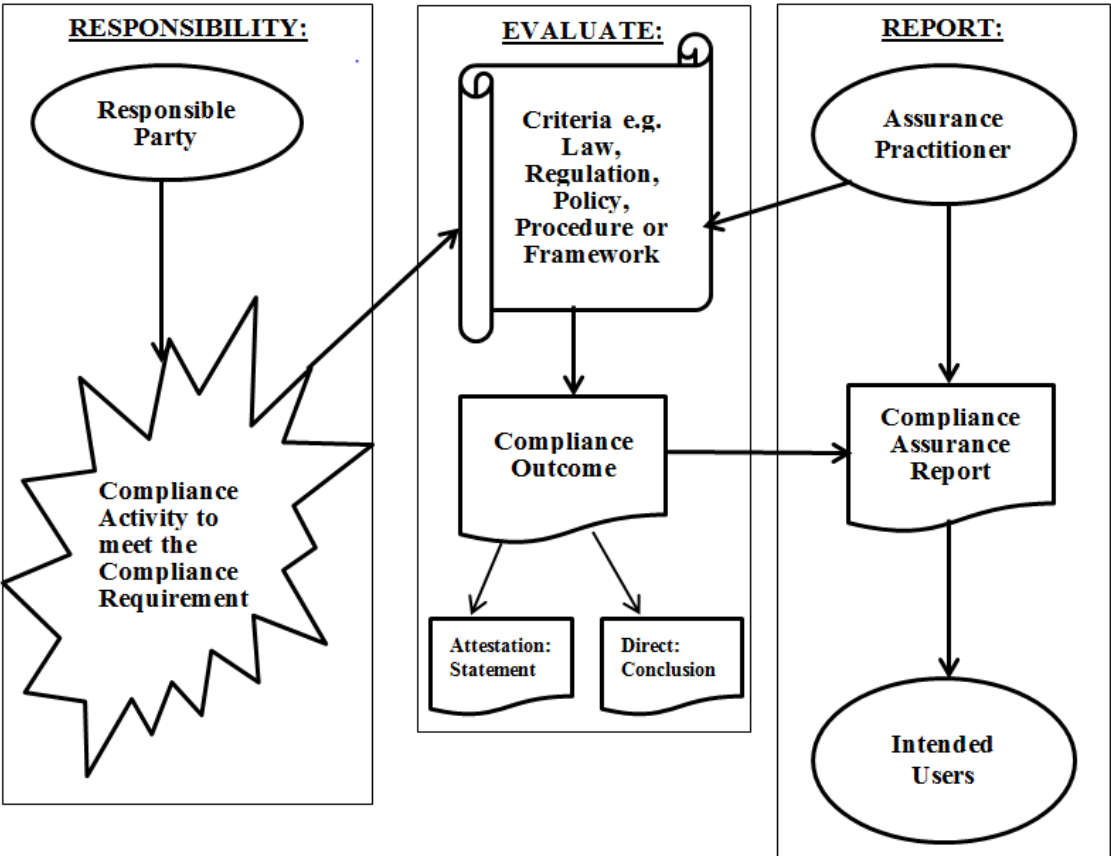 RESPONSIBILITY:
Responsible
Party
Compliance
Activity to
meet the
Compliance
Requirement
EVALUATE:
Criteria e.g.
Law,
Regulation,
Policy,
Procedure or
Framework
Compliance
Outcome
Attestation:
Statement
Direct:
Conclusion
REPORT:
Assurance
Practitioner
Compliance
Assurance
Report
Intended
Users